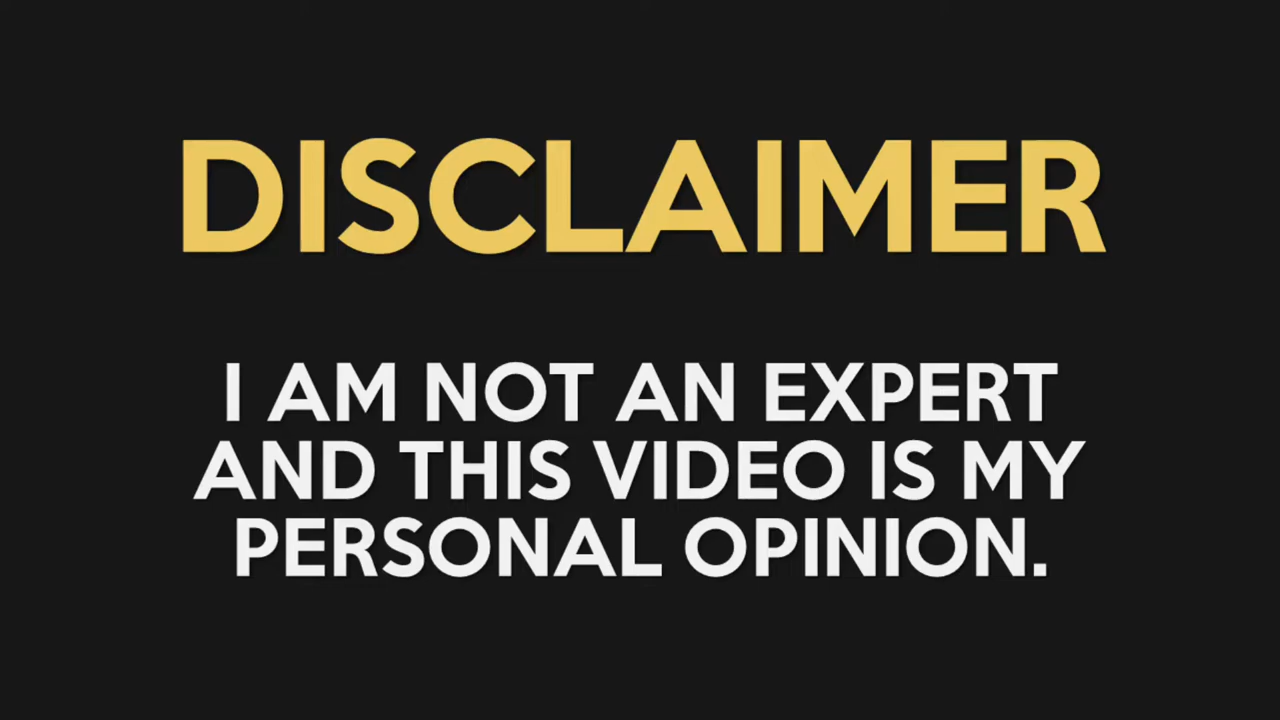 DISCLAIMER
I AM NOT AN EXPERT
AND THIS VIDEO IS MY
PERSONAL OPINION.